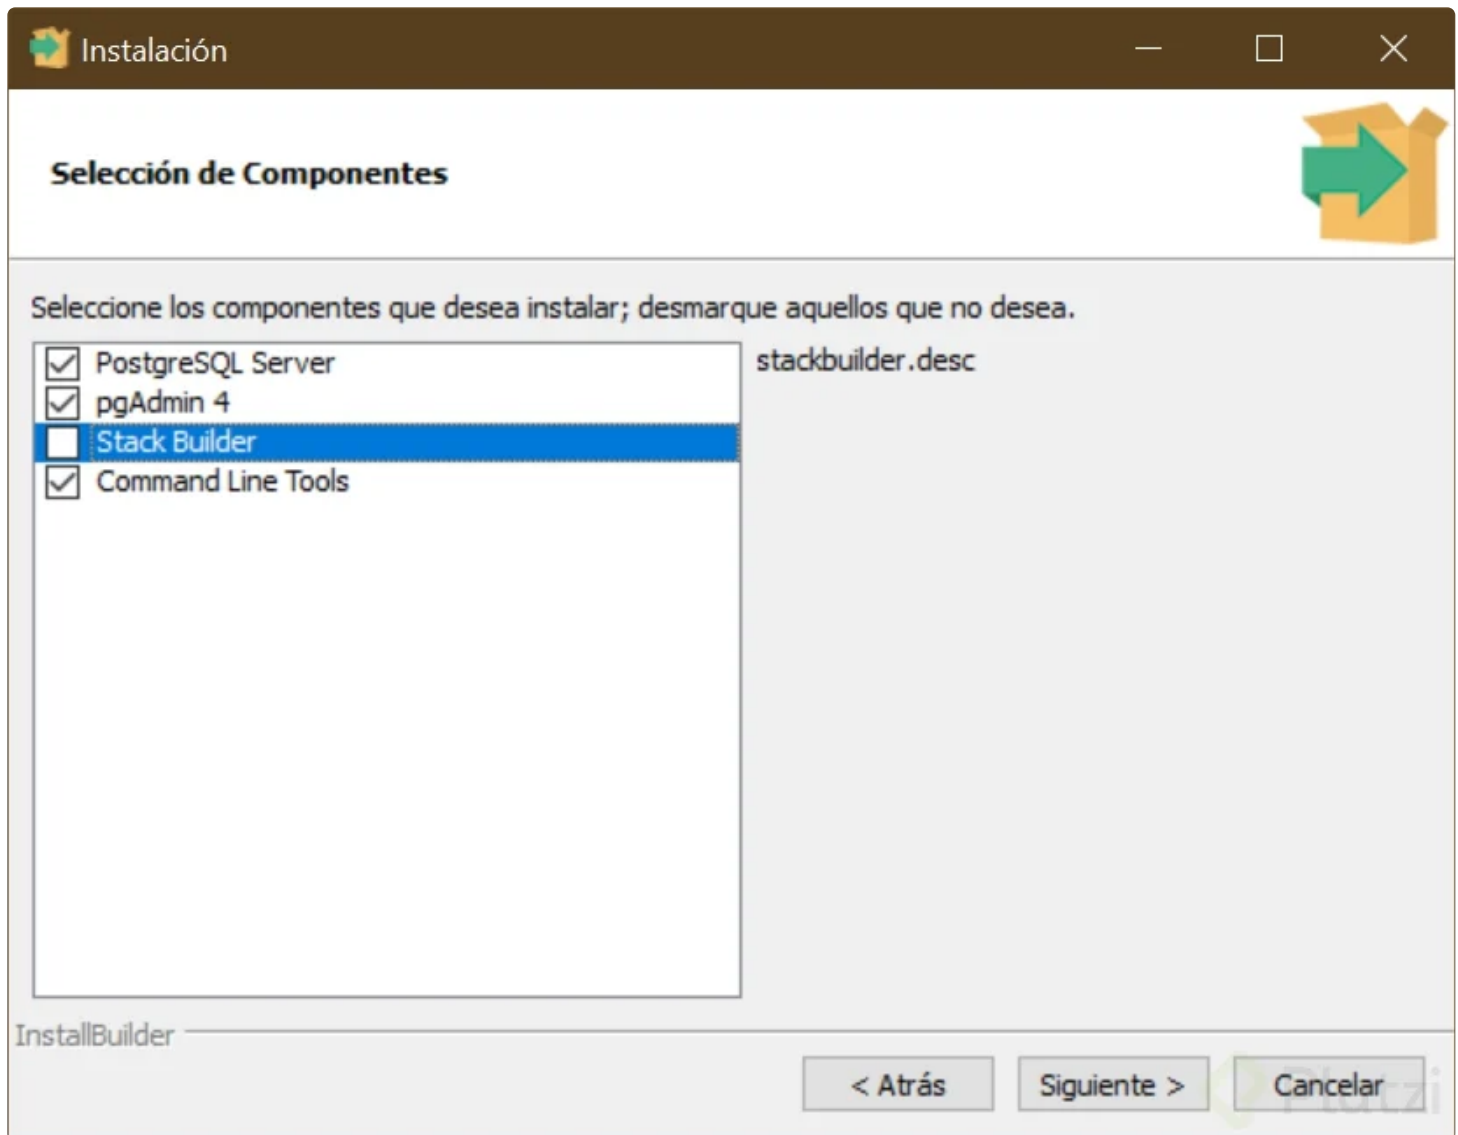 Instalación
Selección de Componentes
Seleccione los componentes que desea instalar; desmarque aquellos que no desea.
PostgreSQL Server
stackbuilder.desc
pgAdmin 4
Stack Builder
Command Line Tools
InstallBuilder
< Atrás
Siguiente >
Cancelar
Platzi